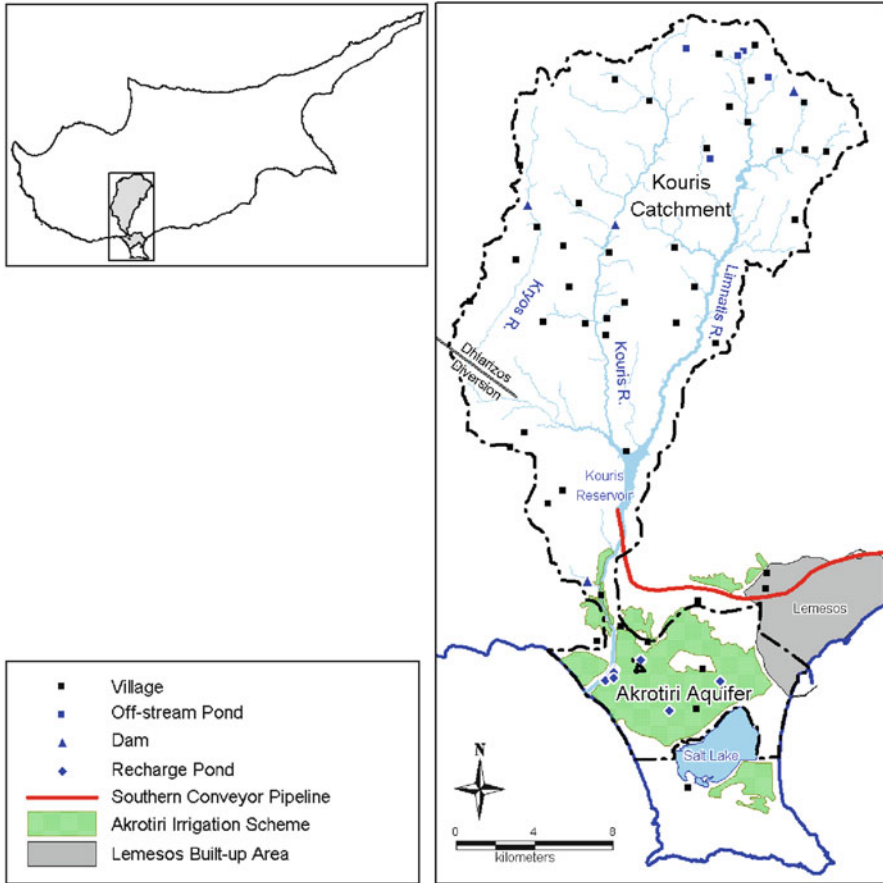 Kouris
Catchment
Kryos R.
Kouris R.
Limnatis R.
Dhiarizos
Diversion
Kouris
Reservoir
Lemesos
Akrotiri Aquifer
Salt Lake
N
0 4 8
kilometers
Village
Off-stream Pond
Dam
Recharge Pond
Southern Conveyor Pipeline
Akrotiri Irrigation Scheme
Lemesos Built-up Area